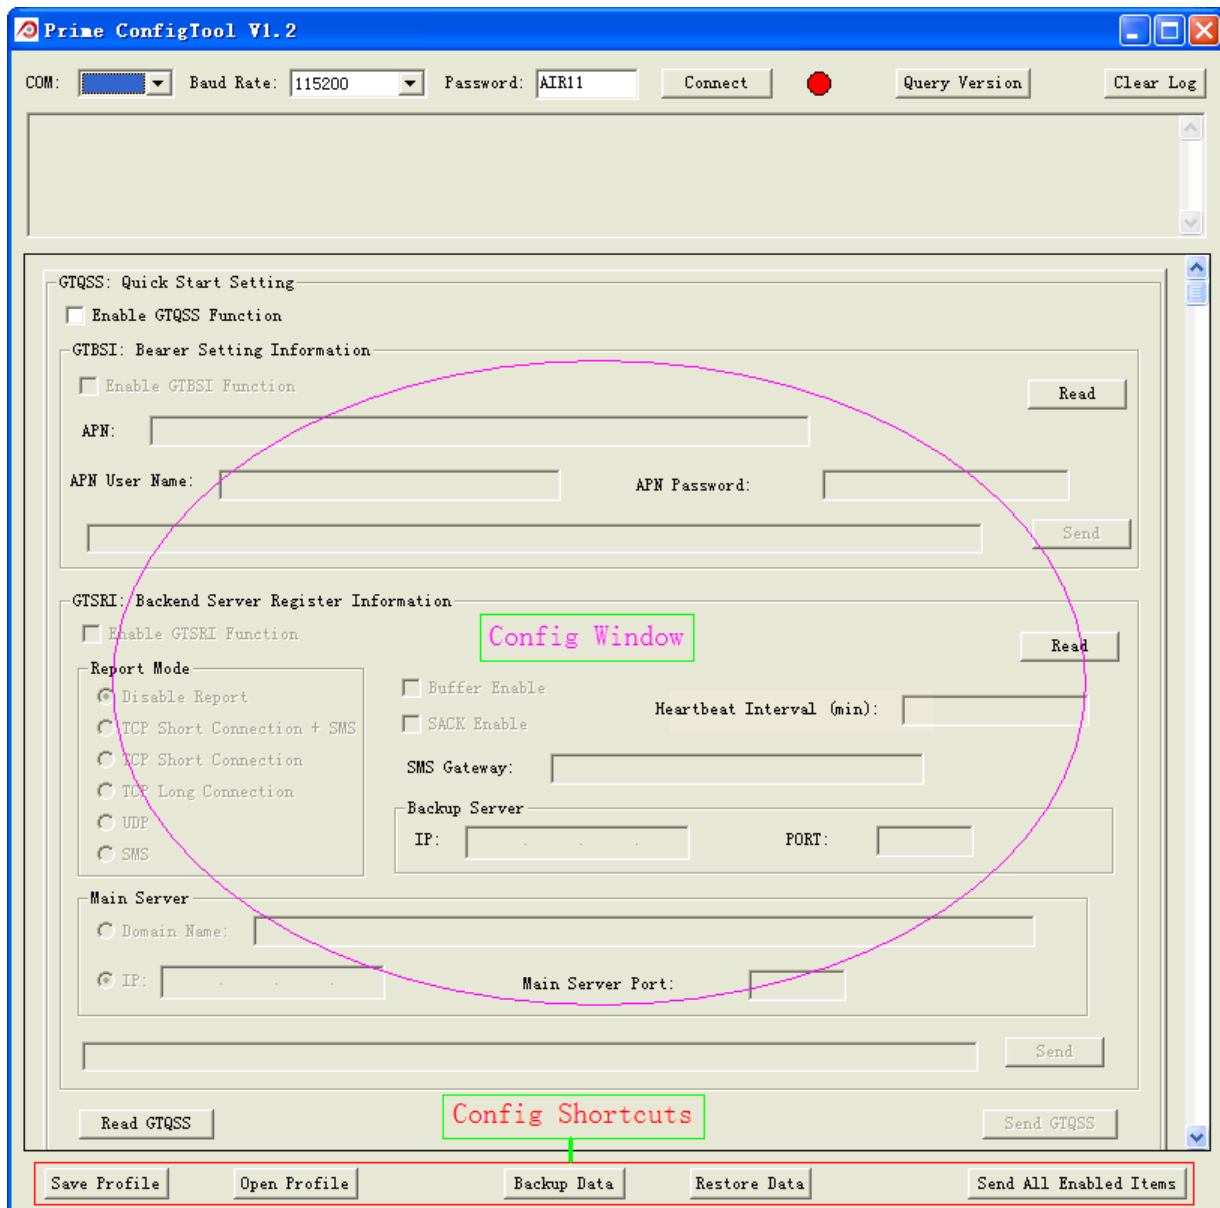 Prime ConfigTool V1.2
COM: Baud Rate: 115200 Password: AIR11 Connect Query Version Clear Log
GTQSS: Quick Start Setting
Enable GTQSS Function
GTBSI: Bearer Setting Information
Enable GTBSI Function
Read
APN:
APN User Name: APN Password:
Send
GTSRI: Backend Server Register Information
Enable GTSRI Function
Config Window
Read
Report Mode
Disable Report
TCP Short Connection + SMS
TCP Short Connection
TCP Long Connection
UDP
SMS
Buffer Enable
SACK Enable
Heartbeat Interval (min):
SMS Gateway:
Backup Server
IP: . . . PORT:
Main Server
Domain Name:
IP: . . . Main Server Port:
Send
Read GTQSS
Config Shortcuts
Send GTQSS
Save Profile Open Profile Backup Data Restore Data Send All Enabled Items